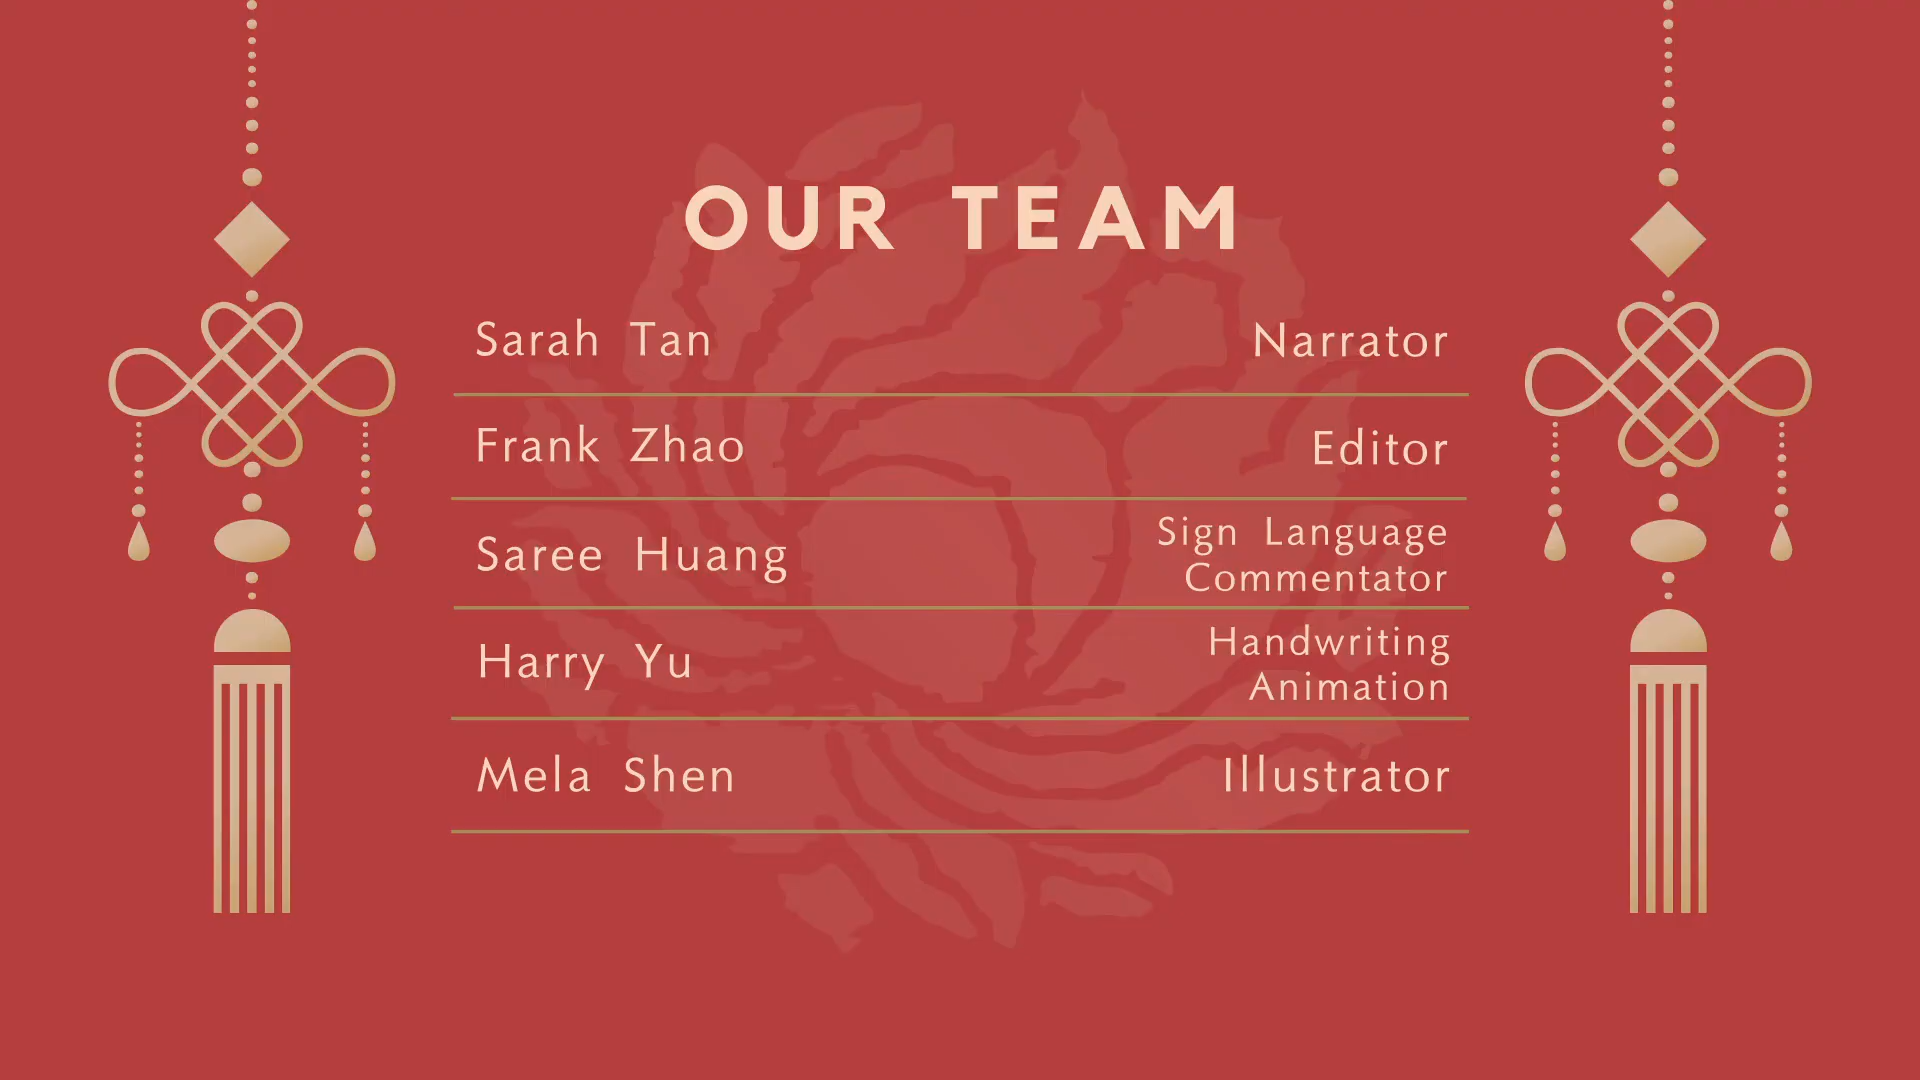 OUR TEAM
Sarah Tan
Narrator
Frank Zhao
Editor
Saree Huang
Sign Language
Commentator
Harry Yu
Handwriting
Animation
Mela Shen
Illustrator